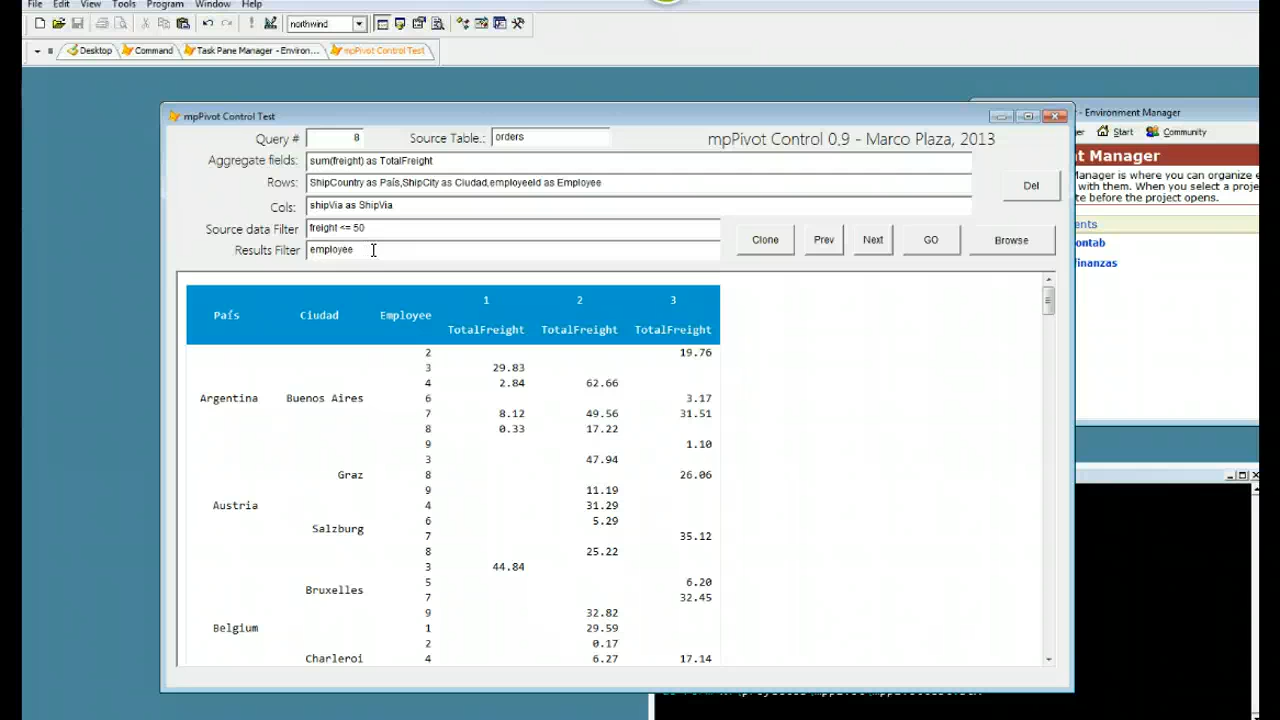 File Edit View Tools Program Window Help
northwind
Desktop Command Task Pane Manager - Environ... mpPivot Control Test
mpPivot Control Test
Query # 8 Source Table.: orders mpPivot Control 0.9 - Marco Plaza, 2013
Aggregate fields: sum(freight) as TotalFreight
Rows: ShipCountry as País,ShipCity as Ciudad,employeeId as Employee
Del
Cols: shipVia as ShipVia
Source data Filter freight <= 50
Clone Prev Next GO Browse
Results Filter employee
1 2 3
País Ciudad Employee
TotalFreight TotalFreight TotalFreight
2 19.76
3 29.83
4 2.84 62.66
Argentina Buenos Aires 6 3.17
7 8.12 49.56 31.51
8 0.33 17.22
9 1.10
3 47.94
Graz 8 26.06
9 11.19
Austria 4 31.29
6 5.29
Salzburg
7 35.12
8 25.22
3 44.84
5 6.20
Bruxelles
7 32.45
9 32.82
Belgium 1 29.59
2 0.17
Charleroi 4 6.27 17.14
- Environment Manager
er Start Community
t Manager
Manager is where you can organize e
with them. When you select a proje
ate before the project opens.
ents
ontab
finanzas